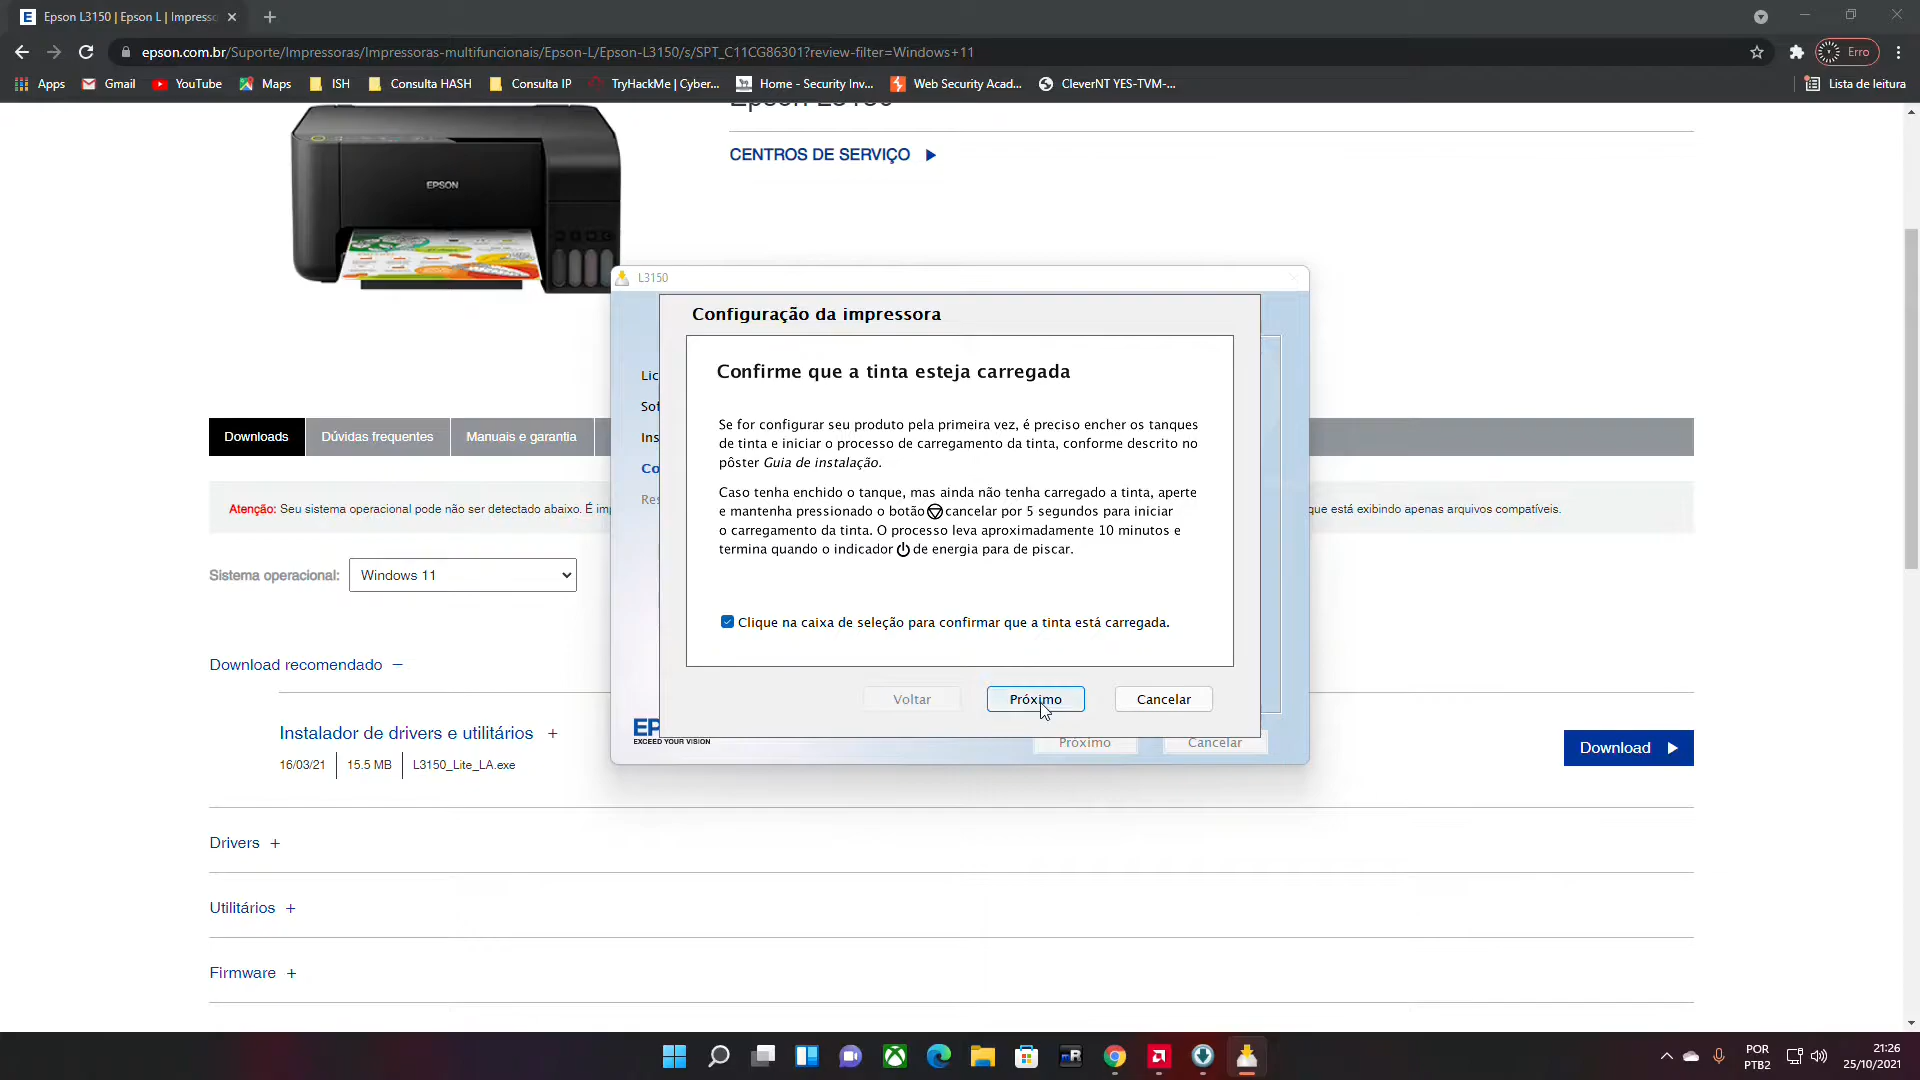 Epson L3150 | Epson L | Impress
epson.com.br/Suporte/Impressoras/Impressoras-multifuncionais/Epson-L/Epson-L3150/s/SPT_C11CG86301?review-filter=Windows+11
Erro
Apps Gmail YouTube Maps ISH Consulta HASH Consulta IP TryHackMe | Cyber... Home - Security Inv... Web Security Acad... CleverNT YES-TVM-... Lista de leitura
Epson L3150
CENTROS DE SERVIÇO
EPSON
L3150
Configuração da impressora
Confirme que a tinta esteja carregada
Se for configurar seu produto pela primeira vez, é preciso encher os tanques
de tinta e iniciar o processo de carregamento da tinta, conforme descrito no
pôster Guia de instalação.
Caso tenha enchido o tanque, mas ainda não tenha carregado a tinta, aperte
e mantenha pressionado o botão cancelar por 5 segundos para iniciar
o carregamento da tinta. O processo leva aproximadamente 10 minutos e
termina quando o indicador de energia para de piscar.
Clique na caixa de seleção para confirmar que a tinta está carregada.
Voltar Próximo Cancelar
Lic
Sof
Ins
Co
Res
EP
EXCEED YOUR VISION
Próximo Cancelar
Downloads Dúvidas frequentes Manuais e garantia
Atenção: Seu sistema operacional pode não ser detectado abaixo. É im
que está exibindo apenas arquivos compatíveis.
Sistema operacional: Windows 11
Download recomendado −
Instalador de drivers e utilitários +
16/03/21 15.5 MB L3150_Lite_LA.exe
Download
Drivers +
Utilitários +
Firmware +
POR
PTB2
21:26
25/10/2021